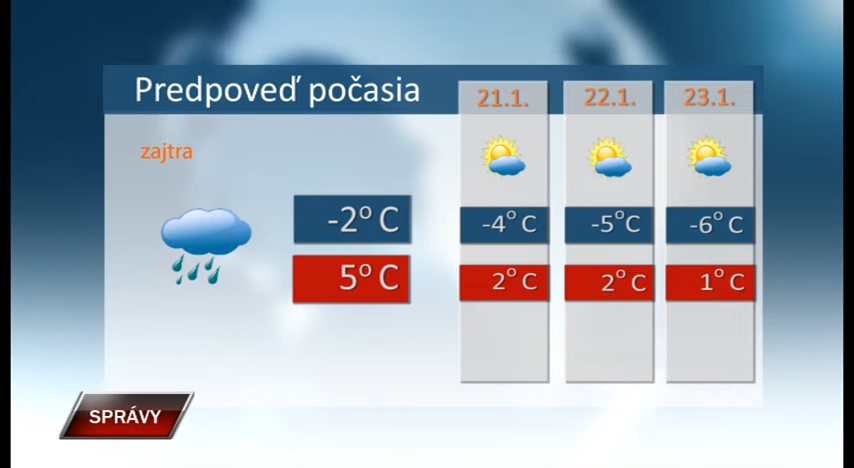 Predpoveď počasia
zajtra
-2° C
5° C
21.1.
-4° C
2° C
22.1.
-5°C
2° C
23.1.
-6° C
1° C
SPRÁVY